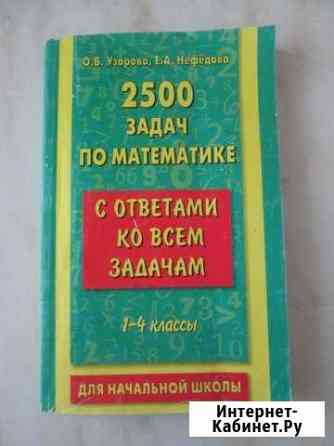 О.В. Узорова, Е.А. Нефёдова
2500
ЗАДАЧ
ПО МАТЕМАТИКЕ
С ОТВЕТАМИ
КО ВСЕМ
ЗАДАЧАМ
1-4 классы
ДЛЯ НАЧАЛЬНОЙ ШКОЛЫ
Интернет-
Кабинет.Ру